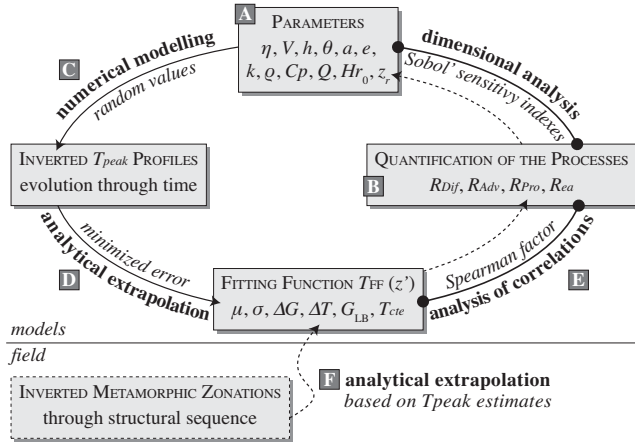 A
PARAMETERS
η, V, h, θ, a, e,
k, ϱ, Cp, Q, Hr0, zr
C
numerical modelling
random values
dimensional analysis
Sobol' sensitivy indexes
INVERTED Tpeak PROFILES
evolution through time
QUANTIFICATION OF THE PROCESSES
B
RDif, RAdv, RPro, Rea
D
analytical extrapolation
minimized error
FITTING FUNCTION TFF (z')
μ, σ, ΔG, ΔT, GLB, Tcte
Spearman factor
analysis of correlations
E
models
field
INVERTED METAMORPHIC ZONATIONS
through structural sequence
F analytical extrapolation
based on Tpeak estimates